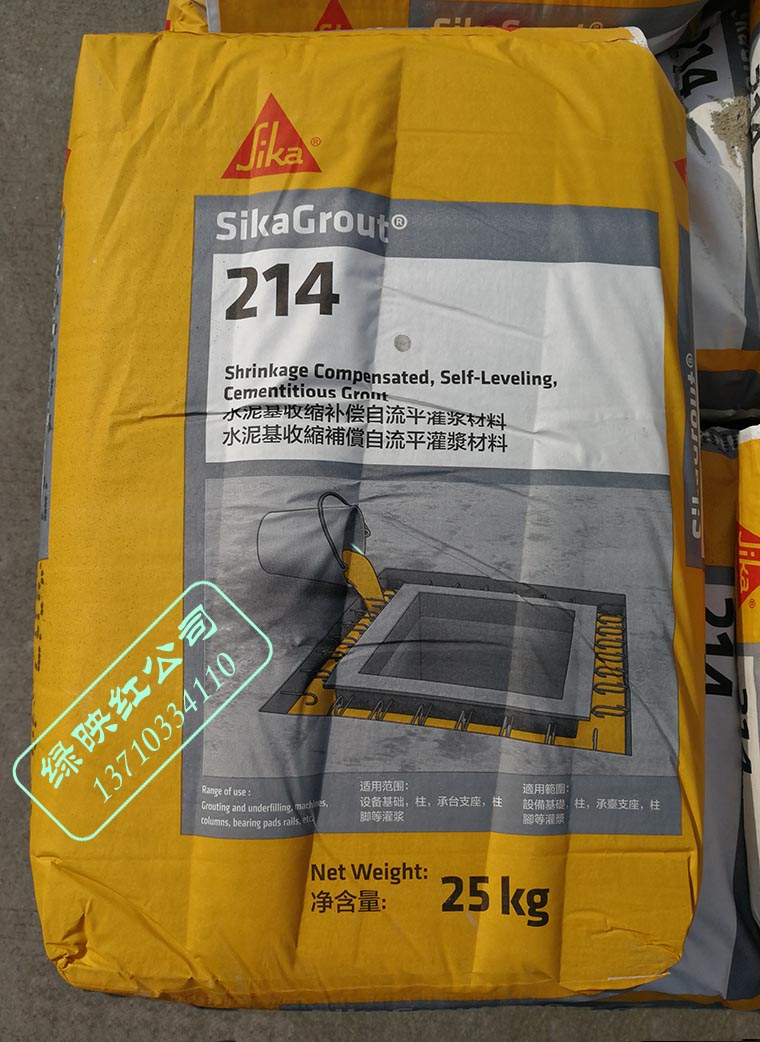 Sika®
SikaGrout®
214
Shrinkage Compensated, Self-Leveling,
Cementitious Grout
水泥基收缩补偿自流平灌浆材料
水泥基收縮補償自流平灌漿材料
绿映红公司
13710334110
Range of use :
Grouting and underfilling, machines,
columns, bearing pads rails, etc
适用范围:
设备基础，柱，承台支座，柱
脚等灌浆
適用範圍:
設備基礎，柱，承臺支座，柱
腳等灌漿
Net Weight:
净含量:
25 kg
214
Sika®
214